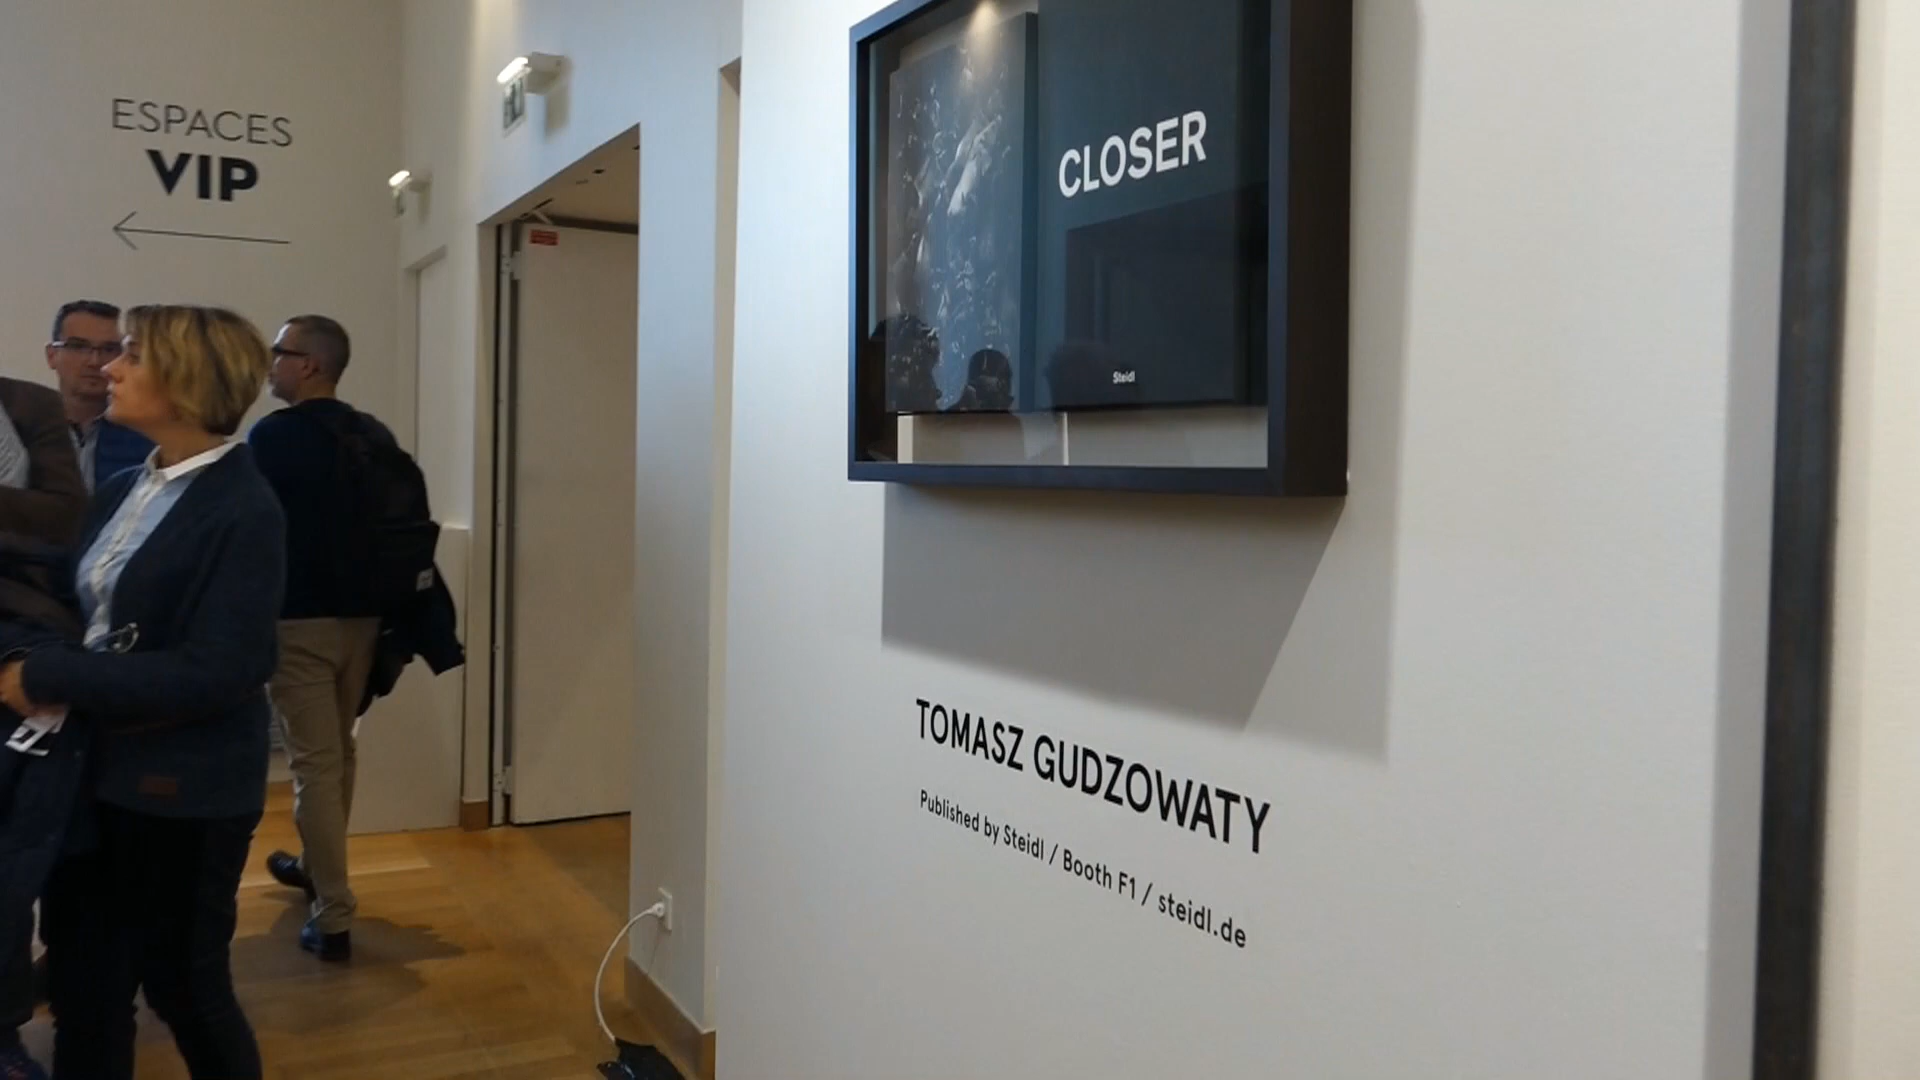 ESPACES
VIP
CLOSER
Steidl
TOMASZ GUDZOWATY
Published by Steidl / Booth F1 / steidl.de